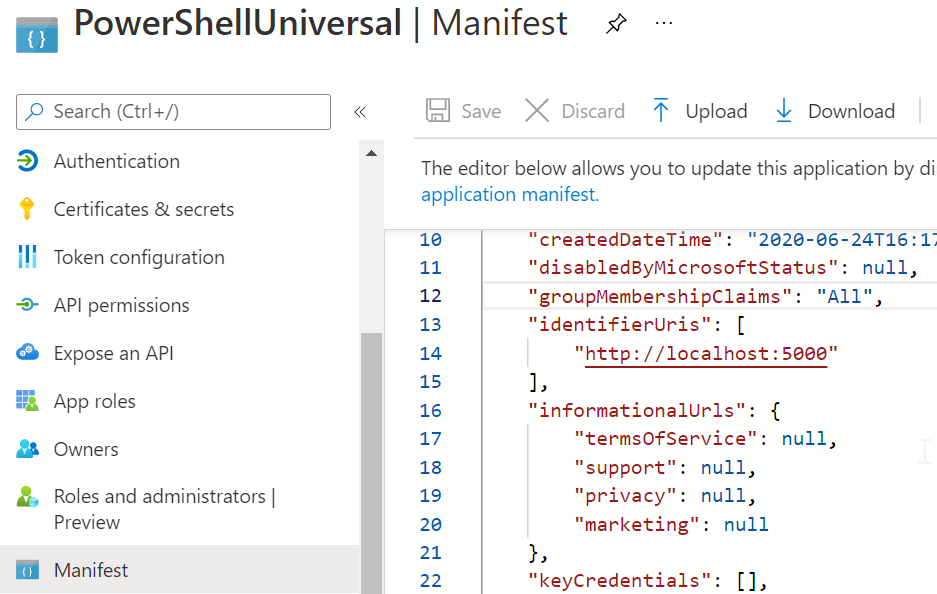 PowerShellUniversal | Manifest
Search (Ctrl+/)
Authentication
Certificates & secrets
Token configuration
API permissions
Expose an API
App roles
Owners
Roles and administrators |
Preview
Manifest
Save Discard Upload Download
The editor below allows you to update this application by di
application manifest.
10 "createdDateTime": "2020-06-24T16:17
11 "disabledByMicrosoftStatus": null,
12 "groupMembershipClaims": "All",
13 "identifierUris": [
14 "http://localhost:5000"
15 ],
16 "informationalUrls": {
17 "termsOfService": null,
18 "support": null,
19 "privacy": null,
20 "marketing": null
21 },
22 "keyCredentials": [],